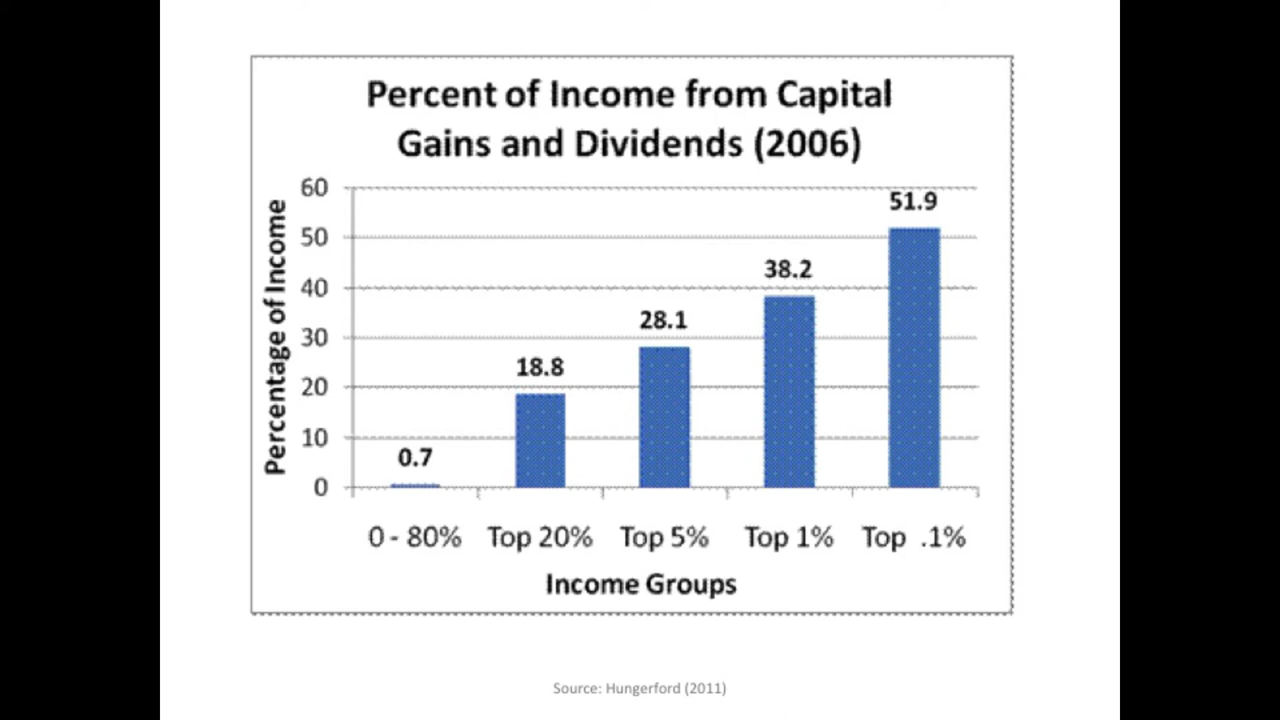 Percent of Income from Capital
Gains and Dividends (2006)
Percentage of Income
60
50
40
30
20
10
0
0.7
18.8
28.1
38.2
51.9
0 - 80%
Top 20%
Top 5%
Top 1%
Top .1%
Income Groups
Source: Hungerford (2011)